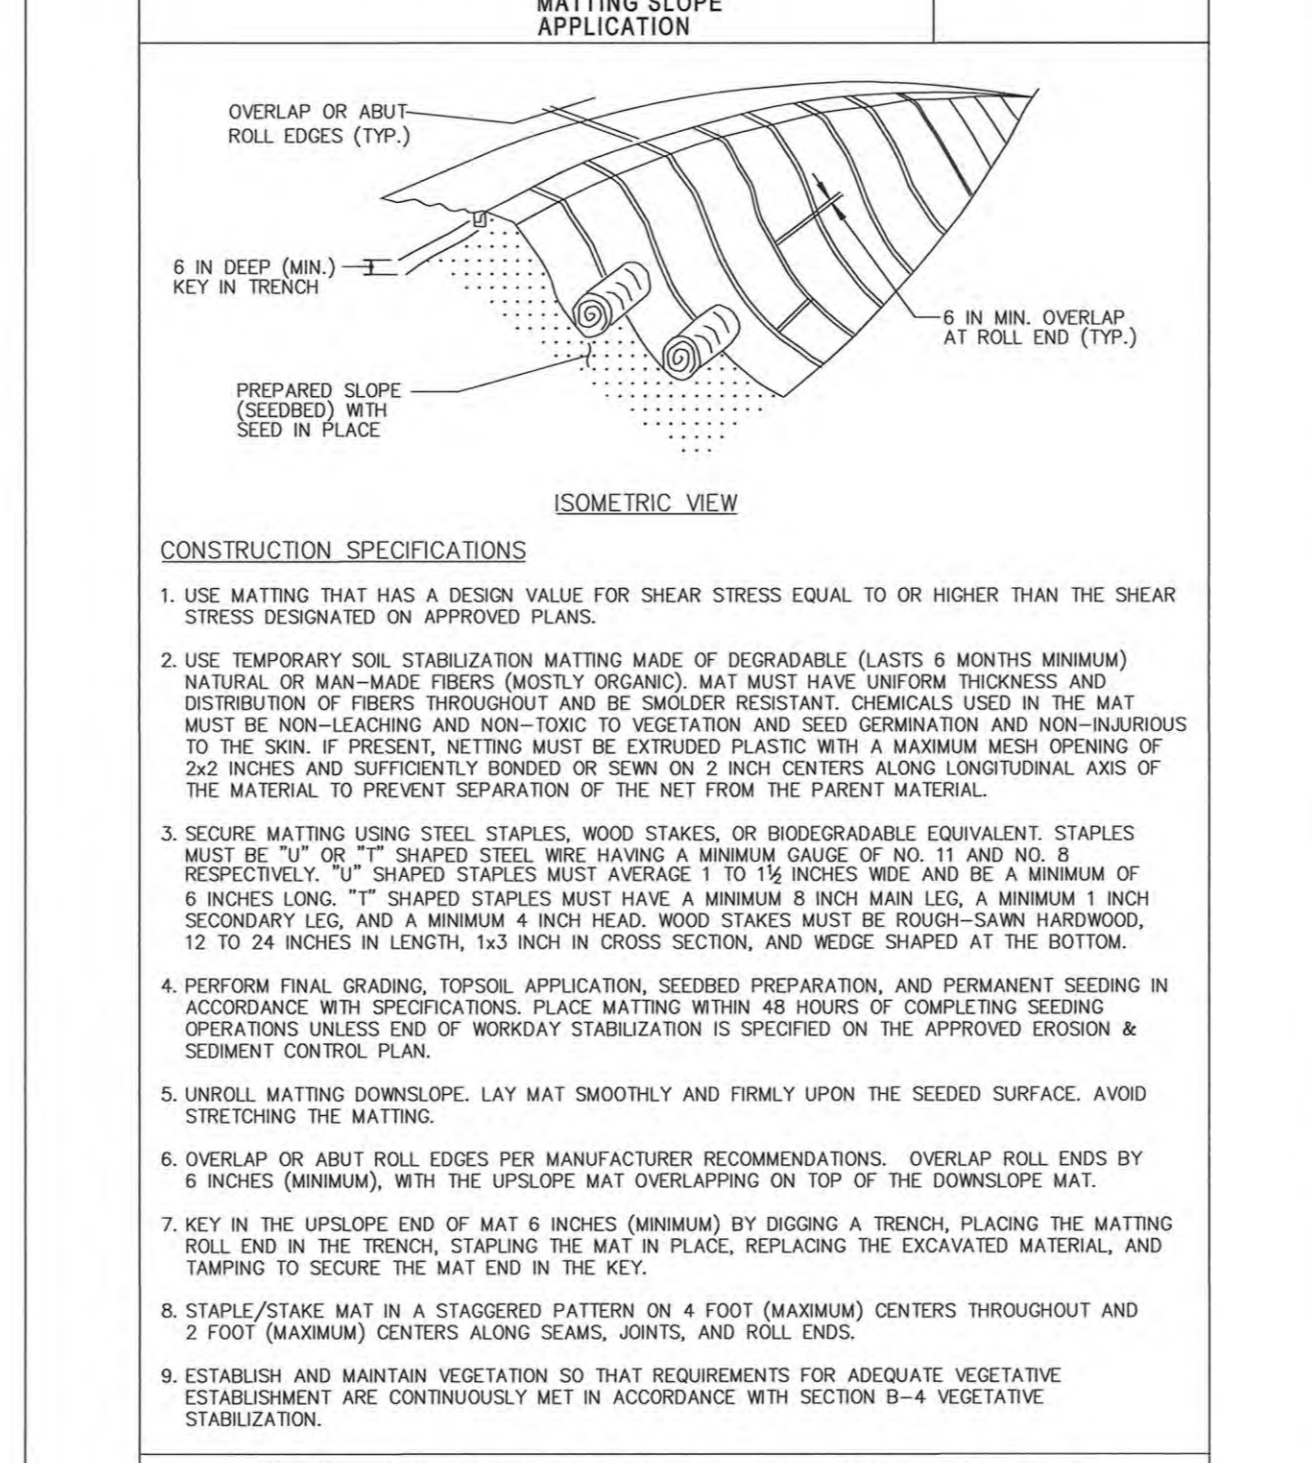 MATTING SLOPE
APPLICATION
OVERLAP OR ABUT
ROLL EDGES (TYP.)
6 IN DEEP (MIN.)
KEY IN TRENCH
6 IN MIN. OVERLAP
AT ROLL END (TYP.)
PREPARED SLOPE
(SEEDBED) WITH
SEED IN PLACE
ISOMETRIC VIEW
CONSTRUCTION SPECIFICATIONS
1. USE MATTING THAT HAS A DESIGN VALUE FOR SHEAR STRESS EQUAL TO OR HIGHER THAN THE SHEAR
STRESS DESIGNATED ON APPROVED PLANS.
2. USE TEMPORARY SOIL STABILIZATION MATTING MADE OF DEGRADABLE (LASTS 6 MONTHS MINIMUM)
NATURAL OR MAN-MADE FIBERS (MOSTLY ORGANIC). MAT MUST HAVE UNIFORM THICKNESS AND
DISTRIBUTION OF FIBERS THROUGHOUT AND BE SMOLDER RESISTANT. CHEMICALS USED IN THE MAT
MUST BE NON-LEACHING AND NON-TOXIC TO VEGETATION AND SEED GERMINATION AND NON-INJURIOUS
TO THE SKIN. IF PRESENT, NETTING MUST BE EXTRUDED PLASTIC WITH A MAXIMUM MESH OPENING OF
2x2 INCHES AND SUFFICIENTLY BONDED OR SEWN ON 2 INCH CENTERS ALONG LONGITUDINAL AXIS OF
THE MATERIAL TO PREVENT SEPARATION OF THE NET FROM THE PARENT MATERIAL.
3. SECURE MATTING USING STEEL STAPLES, WOOD STAKES, OR BIODEGRADABLE EQUIVALENT. STAPLES
MUST BE "U" OR "T" SHAPED STEEL WIRE HAVING A MINIMUM GAUGE OF NO. 11 AND NO. 8
RESPECTIVELY. "U" SHAPED STAPLES MUST AVERAGE 1 TO 1½ INCHES WIDE AND BE A MINIMUM OF
6 INCHES LONG. "T" SHAPED STAPLES MUST HAVE A MINIMUM 8 INCH MAIN LEG, A MINIMUM 1 INCH
SECONDARY LEG, AND A MINIMUM 4 INCH HEAD. WOOD STAKES MUST BE ROUGH-SAWN HARDWOOD,
12 TO 24 INCHES IN LENGTH, 1x3 INCH IN CROSS SECTION, AND WEDGE SHAPED AT THE BOTTOM.
4. PERFORM FINAL GRADING, TOPSOIL APPLICATION, SEEDBED PREPARATION, AND PERMANENT SEEDING IN
ACCORDANCE WITH SPECIFICATIONS. PLACE MATTING WITHIN 48 HOURS OF COMPLETING SEEDING
OPERATIONS UNLESS END OF WORKDAY STABILIZATION IS SPECIFIED ON THE APPROVED EROSION &
SEDIMENT CONTROL PLAN.
5. UNROLL MATTING DOWNSLOPE. LAY MAT SMOOTHLY AND FIRMLY UPON THE SEEDED SURFACE. AVOID
STRETCHING THE MATTING.
6. OVERLAP OR ABUT ROLL EDGES PER MANUFACTURER RECOMMENDATIONS. OVERLAP ROLL ENDS BY
6 INCHES (MINIMUM), WITH THE UPSLOPE MAT OVERLAPPING ON TOP OF THE DOWNSLOPE MAT.
7. KEY IN THE UPSLOPE END OF MAT 6 INCHES (MINIMUM) BY DIGGING A TRENCH, PLACING THE MATTING
ROLL END IN THE TRENCH, STAPLING THE MAT IN PLACE, REPLACING THE EXCAVATED MATERIAL, AND
TAMPING TO SECURE THE MAT END IN THE KEY.
8. STAPLE/STAKE MAT IN A STAGGERED PATTERN ON 4 FOOT (MAXIMUM) CENTERS THROUGHOUT AND
2 FOOT (MAXIMUM) CENTERS ALONG SEAMS, JOINTS, AND ROLL ENDS.
9. ESTABLISH AND MAINTAIN VEGETATION SO THAT REQUIREMENTS FOR ADEQUATE VEGETATIVE
ESTABLISHMENT ARE CONTINUOUSLY MET IN ACCORDANCE WITH SECTION B-4 VEGETATIVE
STABILIZATION.